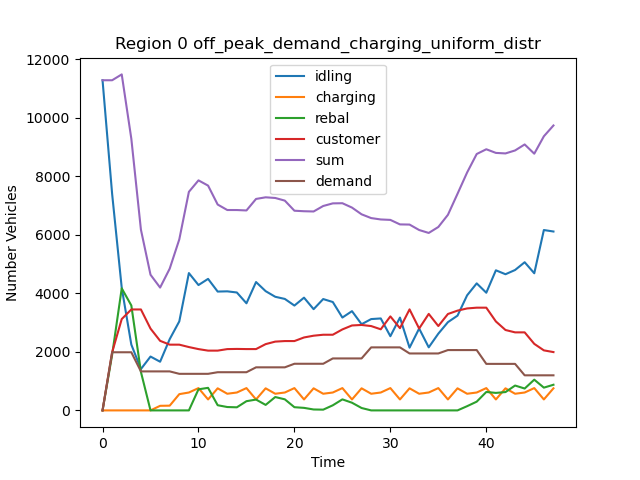 Region 0 off_peak_demand_charging_uniform_distr
12000
10000
8000
6000
4000
2000
0
Number Vehicles
idling
charging
rebal
customer
sum
demand
0
10
20
30
40
Time